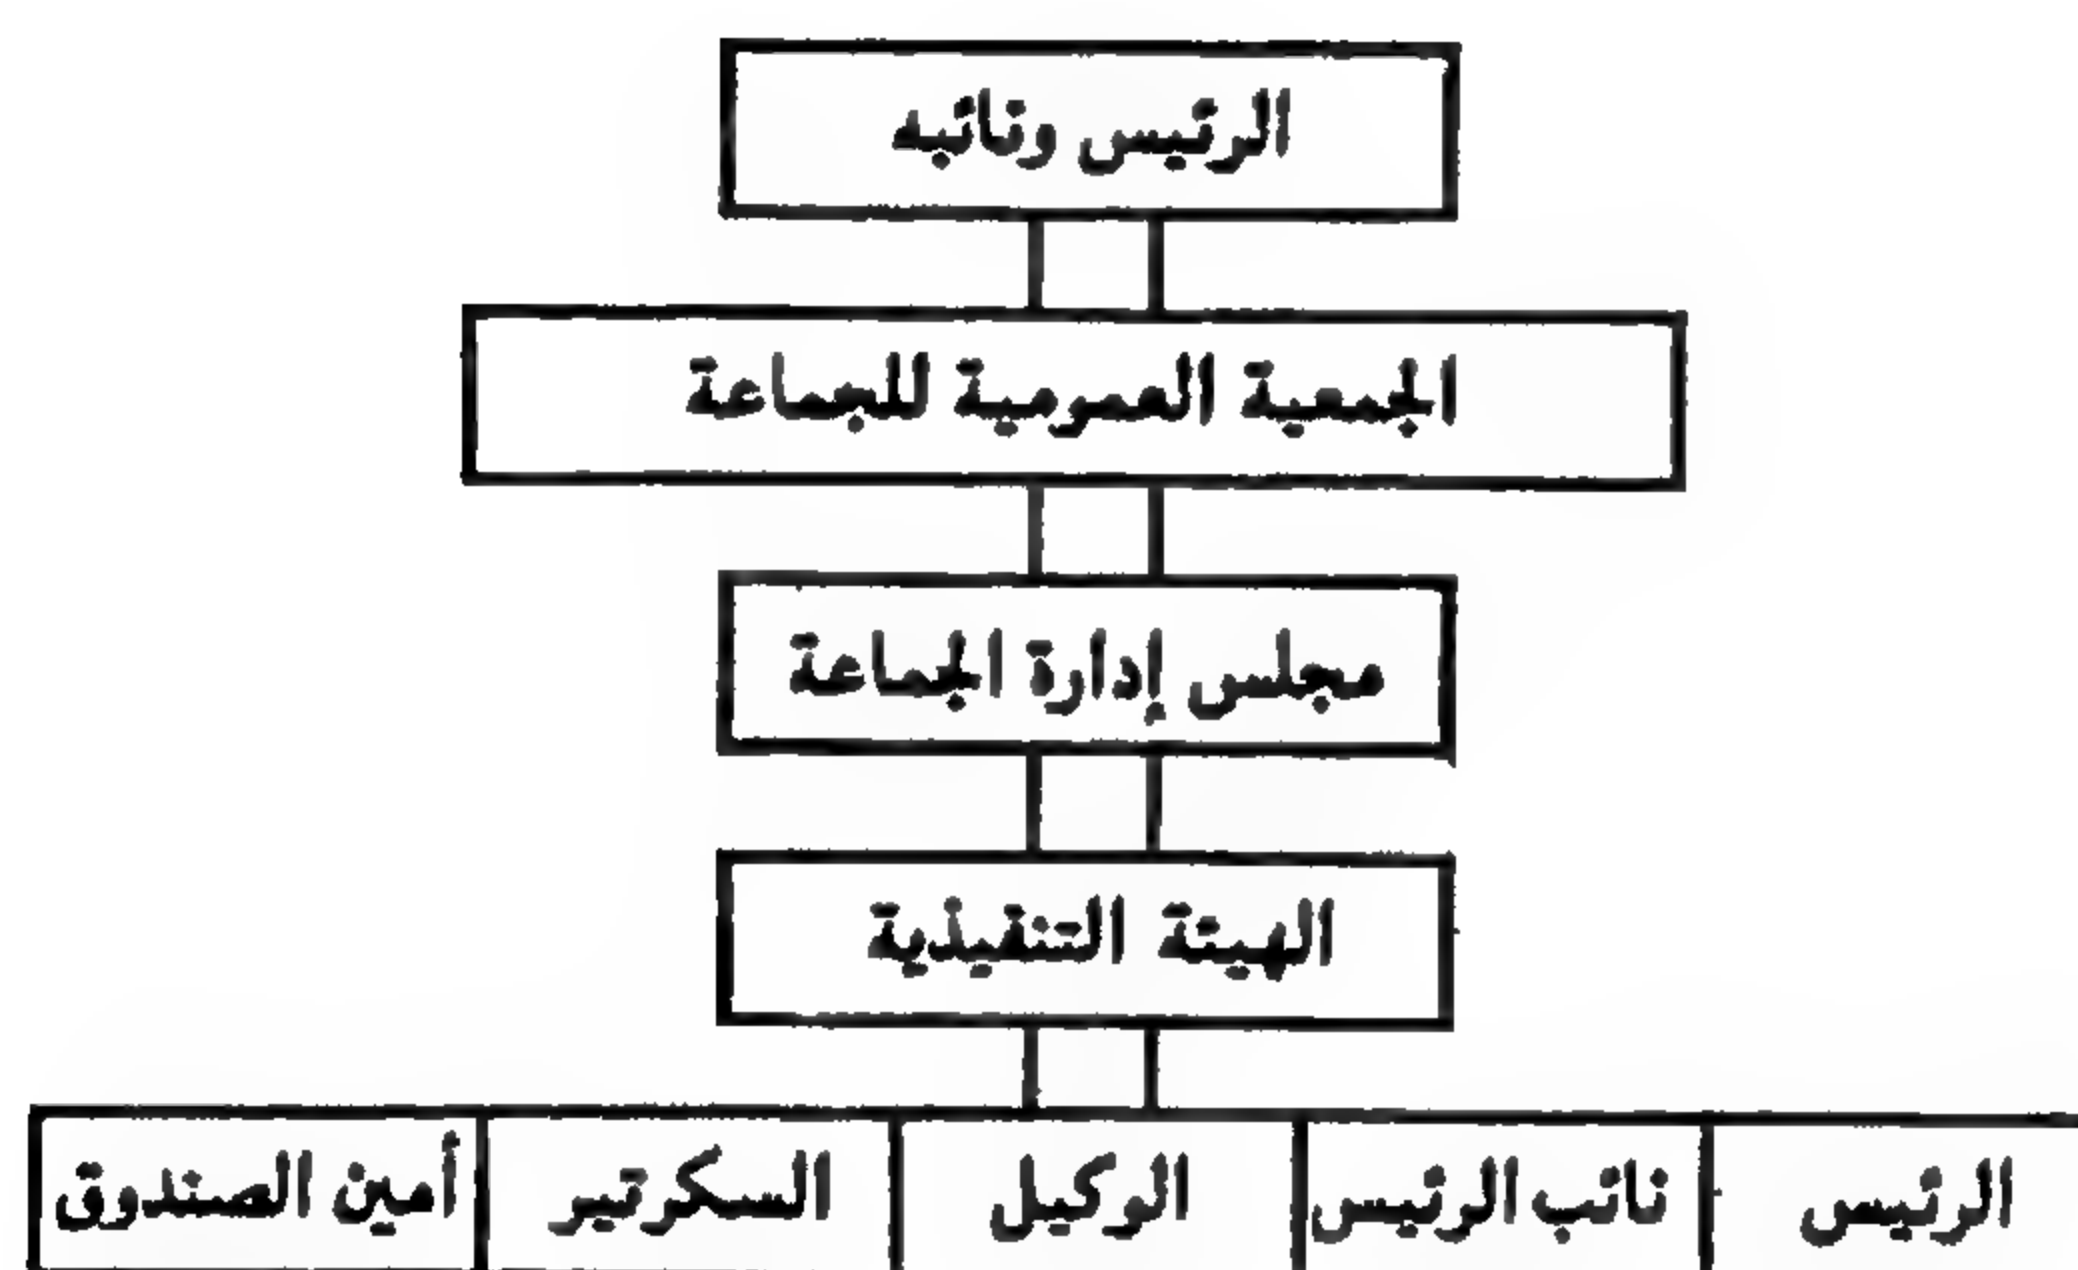 الرئيس ونائبه
الجمعية العمومية للجماعة
مجلس إدارة الجماعة
الهيئة التنفيذية
الرئيس
نائب الرئيس
الوكيل
السكرتير
أمين الصندوق